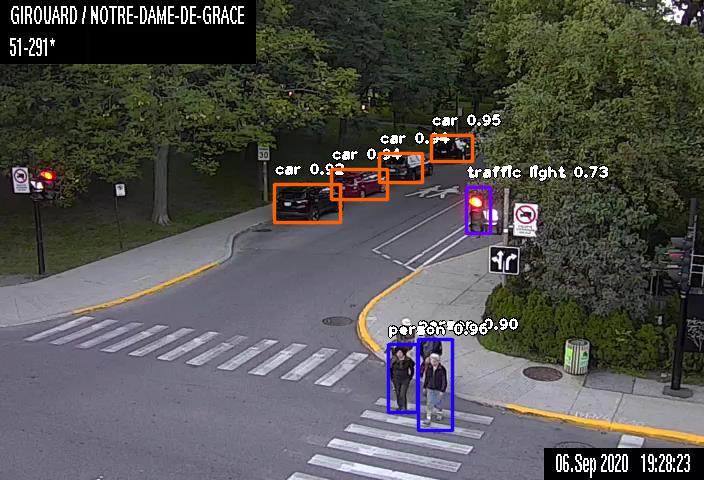 GIROUARD / NOTRE-DAME-DE-GRACE
51-291*
car 0.95
car 0.94
car 0.94
car 0.92
30
traffic light 0.73
person 0.96
0.90
06.Sep 2020 19:28:23